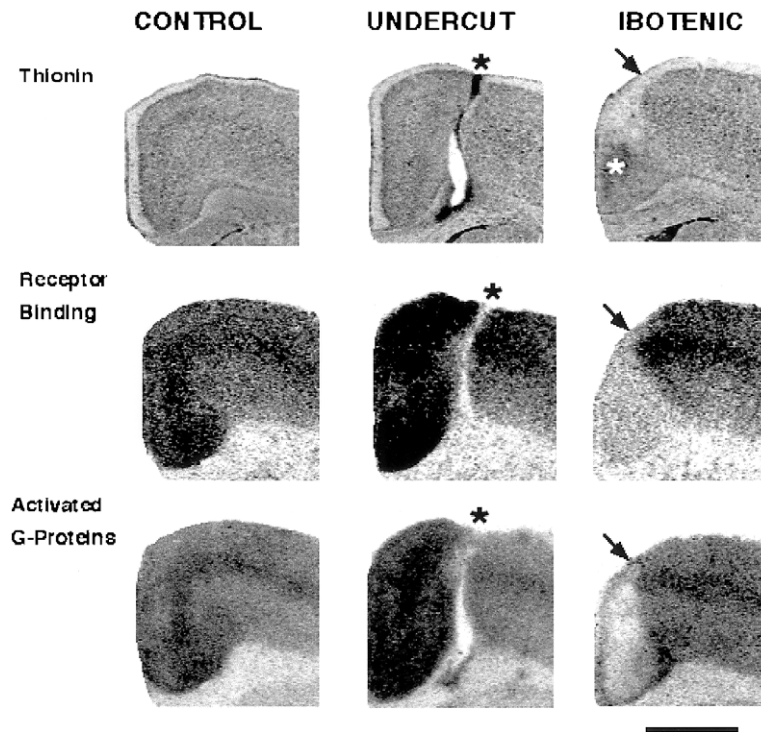 CONTROL UNDERCUT IBOTENIC
Thionin
*
*
Receptor
Binding
*
Activated
G-Proteins
*